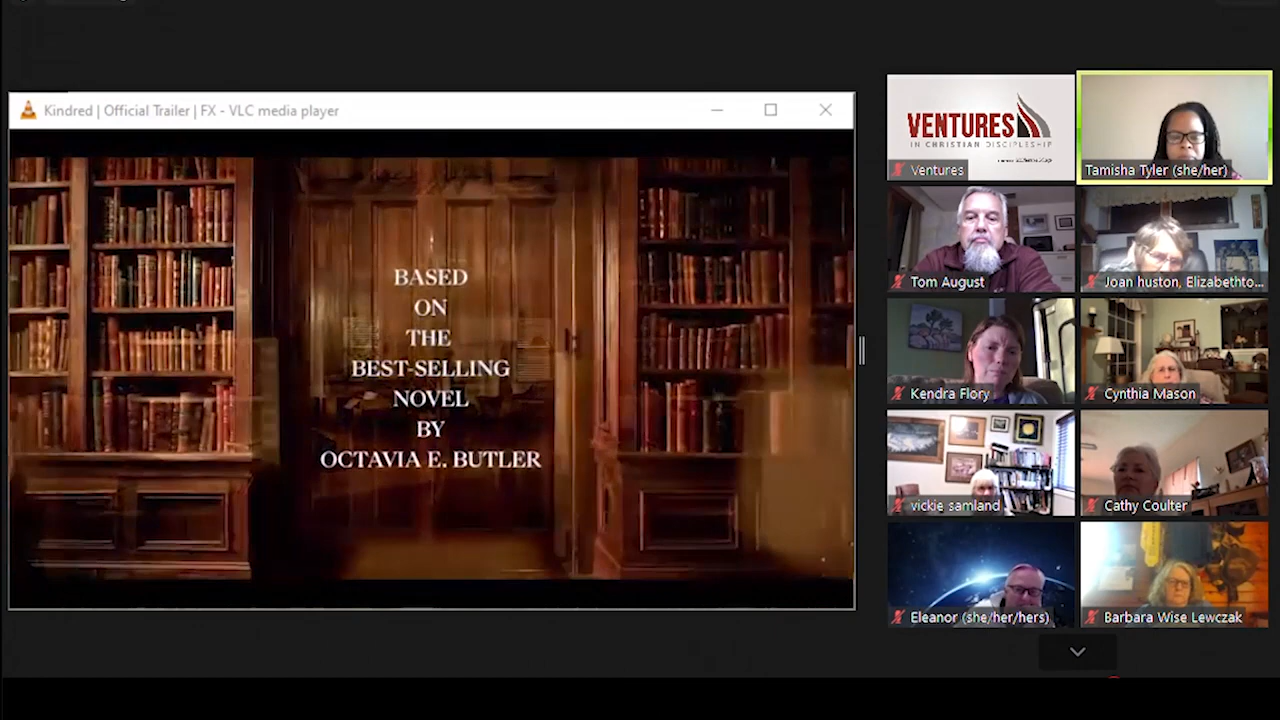 Kindred | Official Trailer | FX - VLC media player
BASED
ON
THE
BEST-SELLING
NOVEL
BY
OCTAVIA E. BUTLER
VENTURES
IN CHRISTIAN DISCIPLESHIP
Ventures
Tamisha Tyler (she/her)
Tom August
Joan huston, Elizabethto...
Kendra Flory
Cynthia Mason
vickie samland
Cathy Coulter
Eleanor (she/her/hers)
Barbara Wise Lewczak